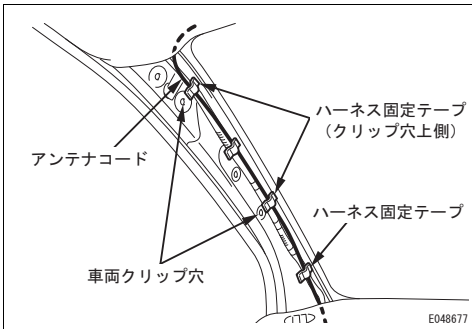 ハーネス固定テープ
（クリップ穴上側）
アンテナコード
ハーネス固定テープ
車両クリップ穴
E048677